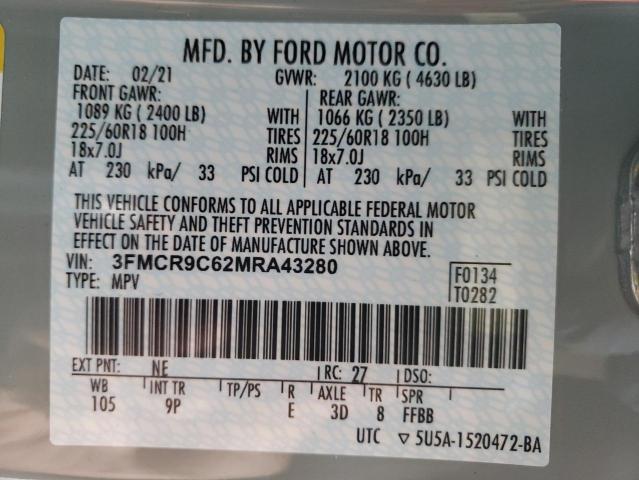 MFD. BY FORD MOTOR CO.
DATE: 02/21 GVWR: 2100 KG ( 4630 LB)
FRONT GAWR: REAR GAWR:
1089 KG ( 2400 LB) WITH 1066 KG ( 2350 LB) WITH
225/60R18 100H TIRES 225/60R18 100H TIRES
18x7.0J RIMS 18x7.0J RIMS
AT 230 kPa/ 33 PSI COLD AT 230 kPa/ 33 PSI COLD
THIS VEHICLE CONFORMS TO ALL APPLICABLE FEDERAL MOTOR
VEHICLE SAFETY AND THEFT PREVENTION STANDARDS IN
EFFECT ON THE DATE OF MANUFACTURE SHOWN ABOVE.
VIN: 3FMCR9C62MRA43280 F0134
TYPE: MPV T0282
EXT PNT: NE RC: 27 DSO:
WB INT TR TP/PS R AXLE TR SPR
105 9P E 3D 8 FFBB
UTC ▽ 5U5A-1520472-BA